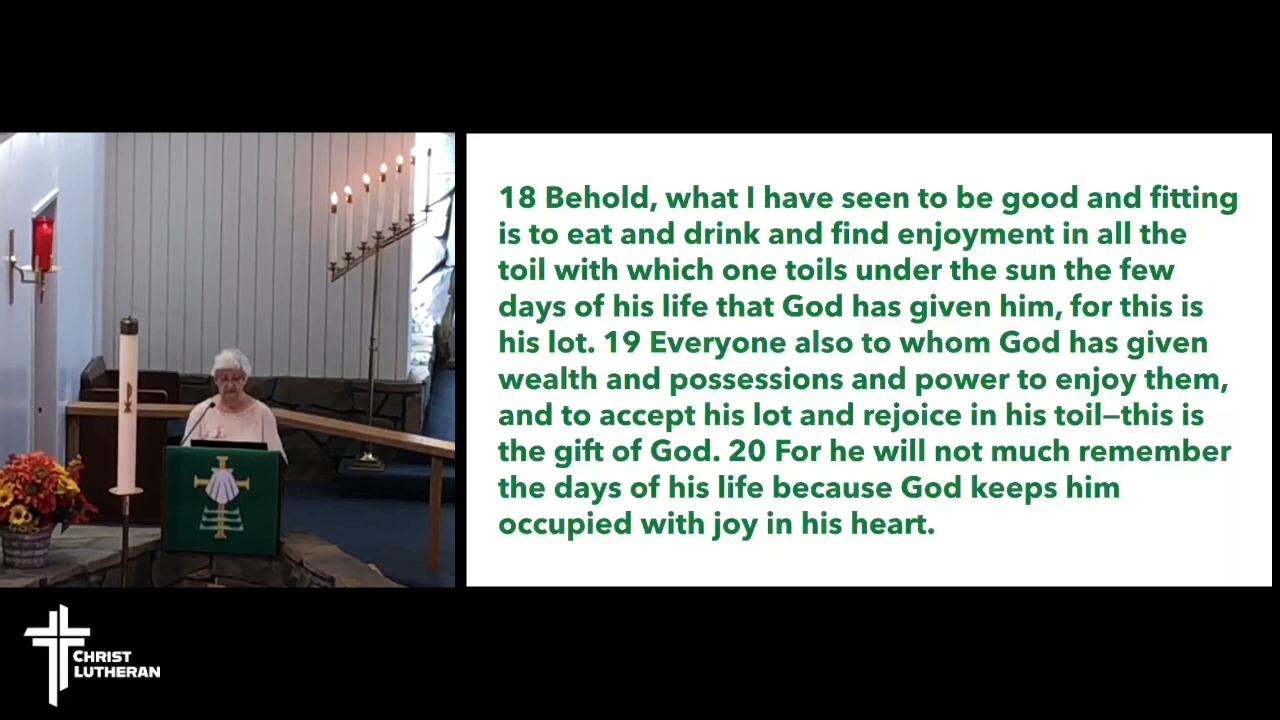 18 Behold, what I have seen to be good and fitting
is to eat and drink and find enjoyment in all the
toil with which one toils under the sun the few
days of his life that God has given him, for this is
his lot. 19 Everyone also to whom God has given
wealth and possessions and power to enjoy them,
and to accept his lot and rejoice in his toil—this is
the gift of God. 20 For he will not much remember
the days of his life because God keeps him
occupied with joy in his heart.
CHRIST
LUTHERAN